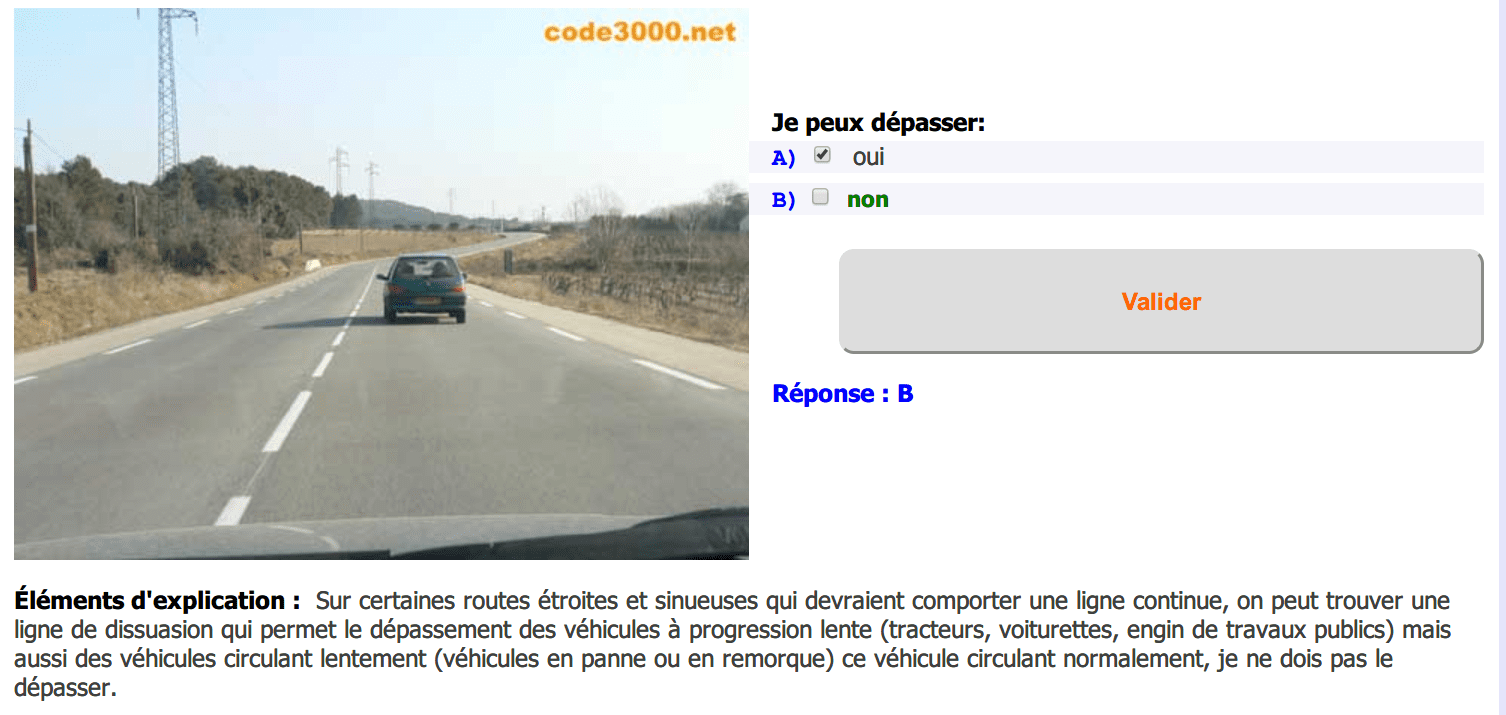 code3000.net
Je peux dépasser:
A) oui
B) non
Valider
Réponse : B
Éléments d'explication : Sur certaines routes étroites et sinueuses qui devraient comporter une ligne continue, on peut trouver une
ligne de dissuasion qui permet le dépassement des véhicules à progression lente (tracteurs, voiturettes, engin de travaux publics) mais
aussi des véhicules circulant lentement (véhicules en panne ou en remorque) ce véhicule circulant normalement, je ne dois pas le
dépasser.